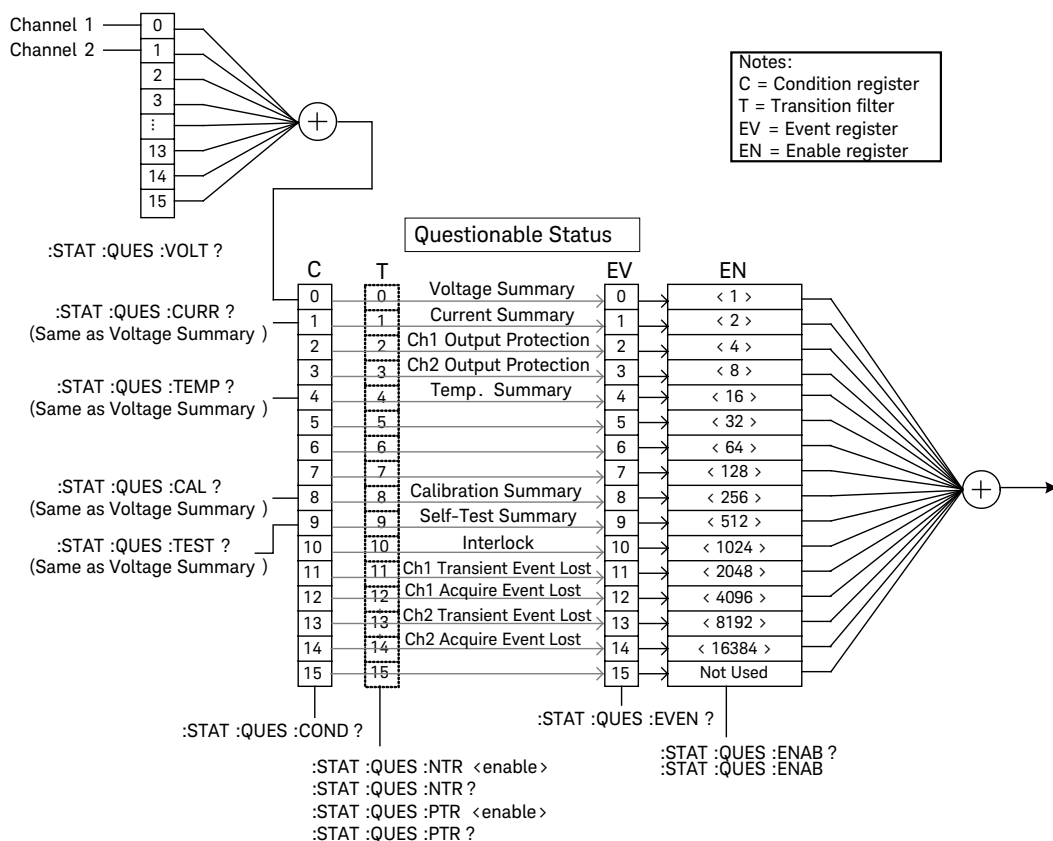 Channel 1
Channel 2
0
1
2
3
⋮
13
14
15
+
Notes:
C = Condition register
T = Transition filter
EV = Event register
EN = Enable register
:STAT :QUES :VOLT ?
Questionable Status
C T EV EN
0 0 Voltage Summary 0 < 1 >
:STAT :QUES :CURR ?
(Same as Voltage Summary )
1 1 Current Summary 1 < 2 >
2 2 Ch1 Output Protection 2 < 4 >
3 3 Ch2 Output Protection 3 < 8 >
:STAT :QUES :TEMP ?
(Same as Voltage Summary )
4 4 Temp. Summary 4 < 16 >
5 5 5 < 32 >
6 6 6 < 64 >
7 7 7 < 128 >
:STAT :QUES :CAL ?
(Same as Voltage Summary )
8 8 Calibration Summary 8 < 256 >
9 9 Self-Test Summary 9 < 512 >
:STAT :QUES :TEST ?
(Same as Voltage Summary )
10 10 Interlock 10 < 1024 >
11 11 Ch1 Transient Event Lost 11 < 2048 >
12 12 Ch1 Acquire Event Lost 12 < 4096 >
13 13 Ch2 Transient Event Lost 13 < 8192 >
14 14 Ch2 Acquire Event Lost 14 < 16384 >
15 15 15 Not Used
+
:STAT :QUES :COND ?
:STAT :QUES :EVEN ?
:STAT :QUES :ENAB ?
:STAT :QUES :ENAB
:STAT :QUES :NTR <enable>
:STAT :QUES :NTR ?
:STAT :QUES :PTR <enable>
:STAT :QUES :PTR ?